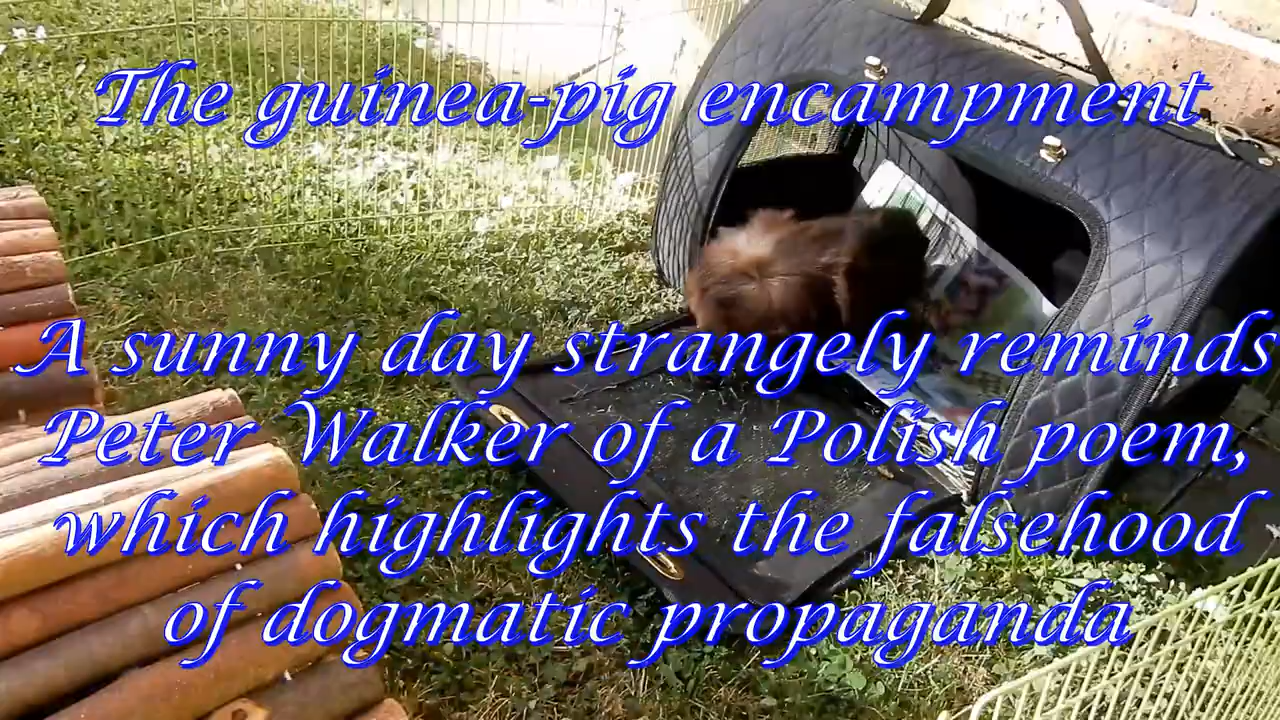 The guinea-pig encampment
A sunny day strangely reminds
Peter Walker of a Polish poem,
which highlights the falsehood
of dogmatic propaganda